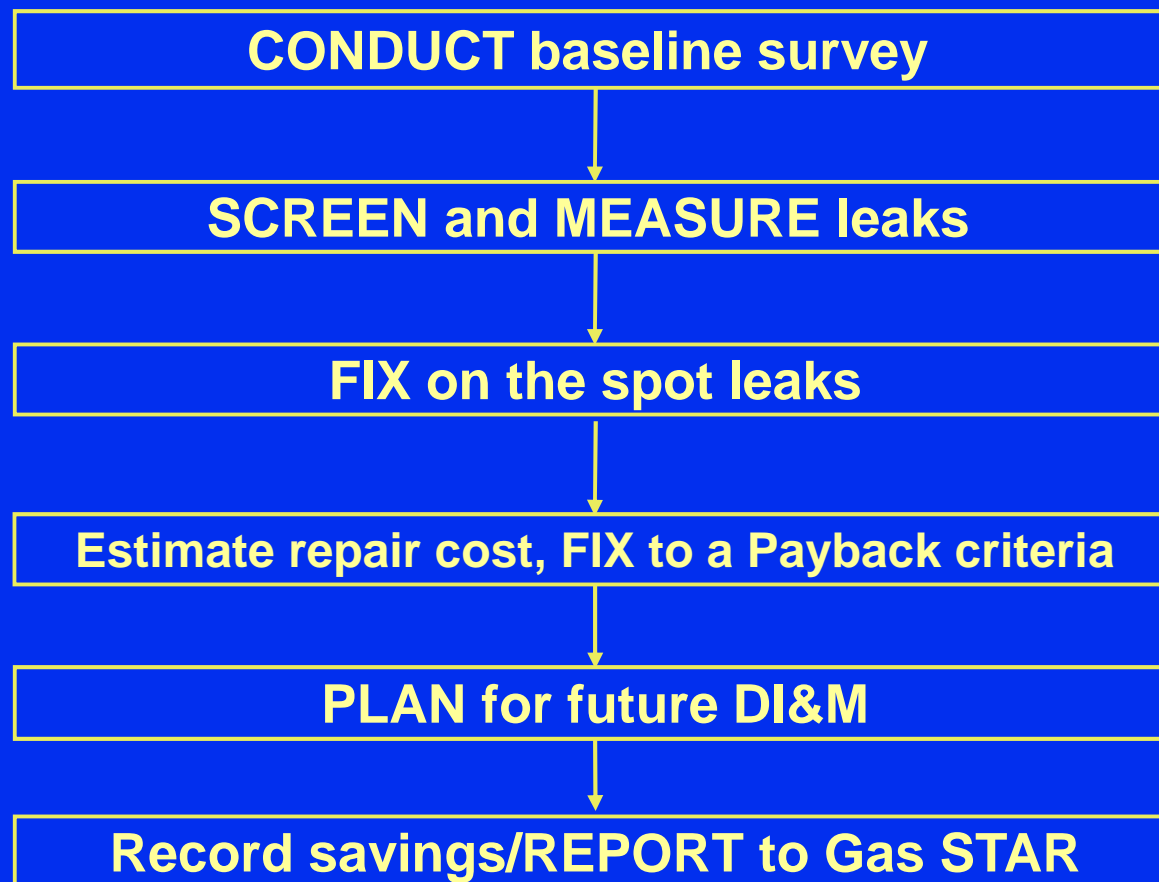 CONDUCT baseline survey
SCREEN and MEASURE leaks
FIX on the spot leaks
Estimate repair cost, FIX to a Payback criteria
PLAN for future DI&M
Record savings/REPORT to Gas STAR